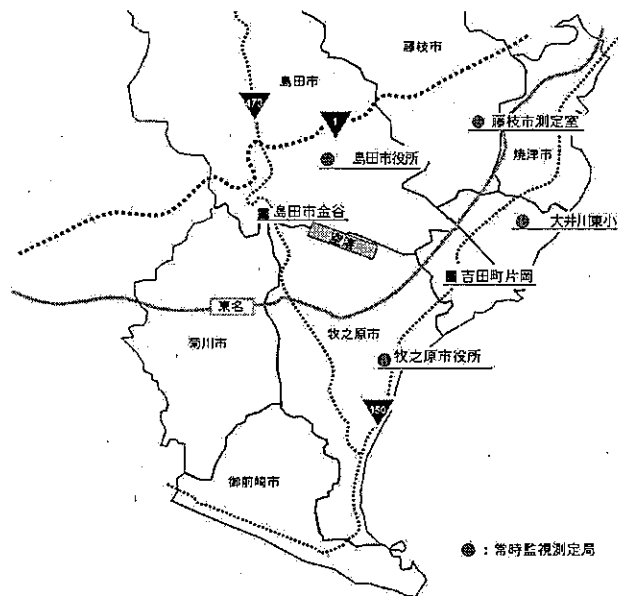 藤枝市
島田市
473
1
藤枝市測定室
島田市役所
焼津市
島田市金谷
大井川東小
空港
吉田町片岡
東名
牧之原市
菊川市
牧之原市役所
150
御前崎市
：常時監視測定局